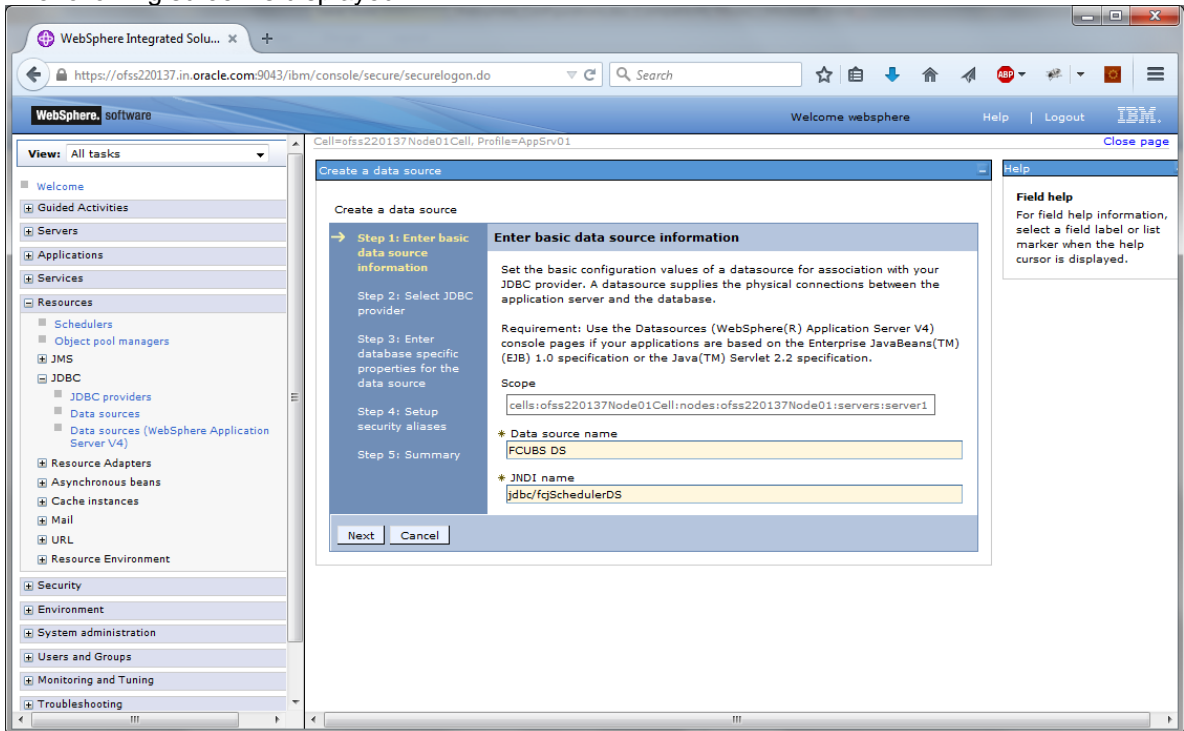 WebSphere Integrated Solu... × +
https://ofss220137.in.oracle.com:9043/ibm/console/secure/securelogon.do
Search
ABP
WebSphere. software
Welcome websphere
Help | Logout
IBM.
Cell=ofss220137Node01Cell, Profile=AppSrv01
Close page
View: All tasks
Welcome
Guided Activities
Servers
Applications
Services
Resources
Schedulers
Object pool managers
JMS
JDBC
JDBC providers
Data sources
Data sources (WebSphere Application
Server V4)
Resource Adapters
Asynchronous beans
Cache instances
Mail
URL
Resource Environment
Security
Environment
System administration
Users and Groups
Monitoring and Tuning
Troubleshooting
Create a data source
Create a data source
Step 1: Enter basic
data source
information
Step 2: Select JDBC
provider
Step 3: Enter
database specific
properties for the
data source
Step 4: Setup
security aliases
Step 5: Summary
Enter basic data source information
Set the basic configuration values of a datasource for association with your
JDBC provider. A datasource supplies the physical connections between the
application server and the database.
Requirement: Use the Datasources (WebSphere(R) Application Server V4)
console pages if your applications are based on the Enterprise JavaBeans(TM)
(EJB) 1.0 specification or the Java(TM) Servlet 2.2 specification.
Scope
cells:ofss220137Node01Cell:nodes:ofss220137Node01:servers:server1
* Data source name
FCUBS DS
* JNDI name
jdbc/fcjSchedulerDS
Next
Cancel
Help
Field help
For field help information,
select a field label or list
marker when the help
cursor is displayed.